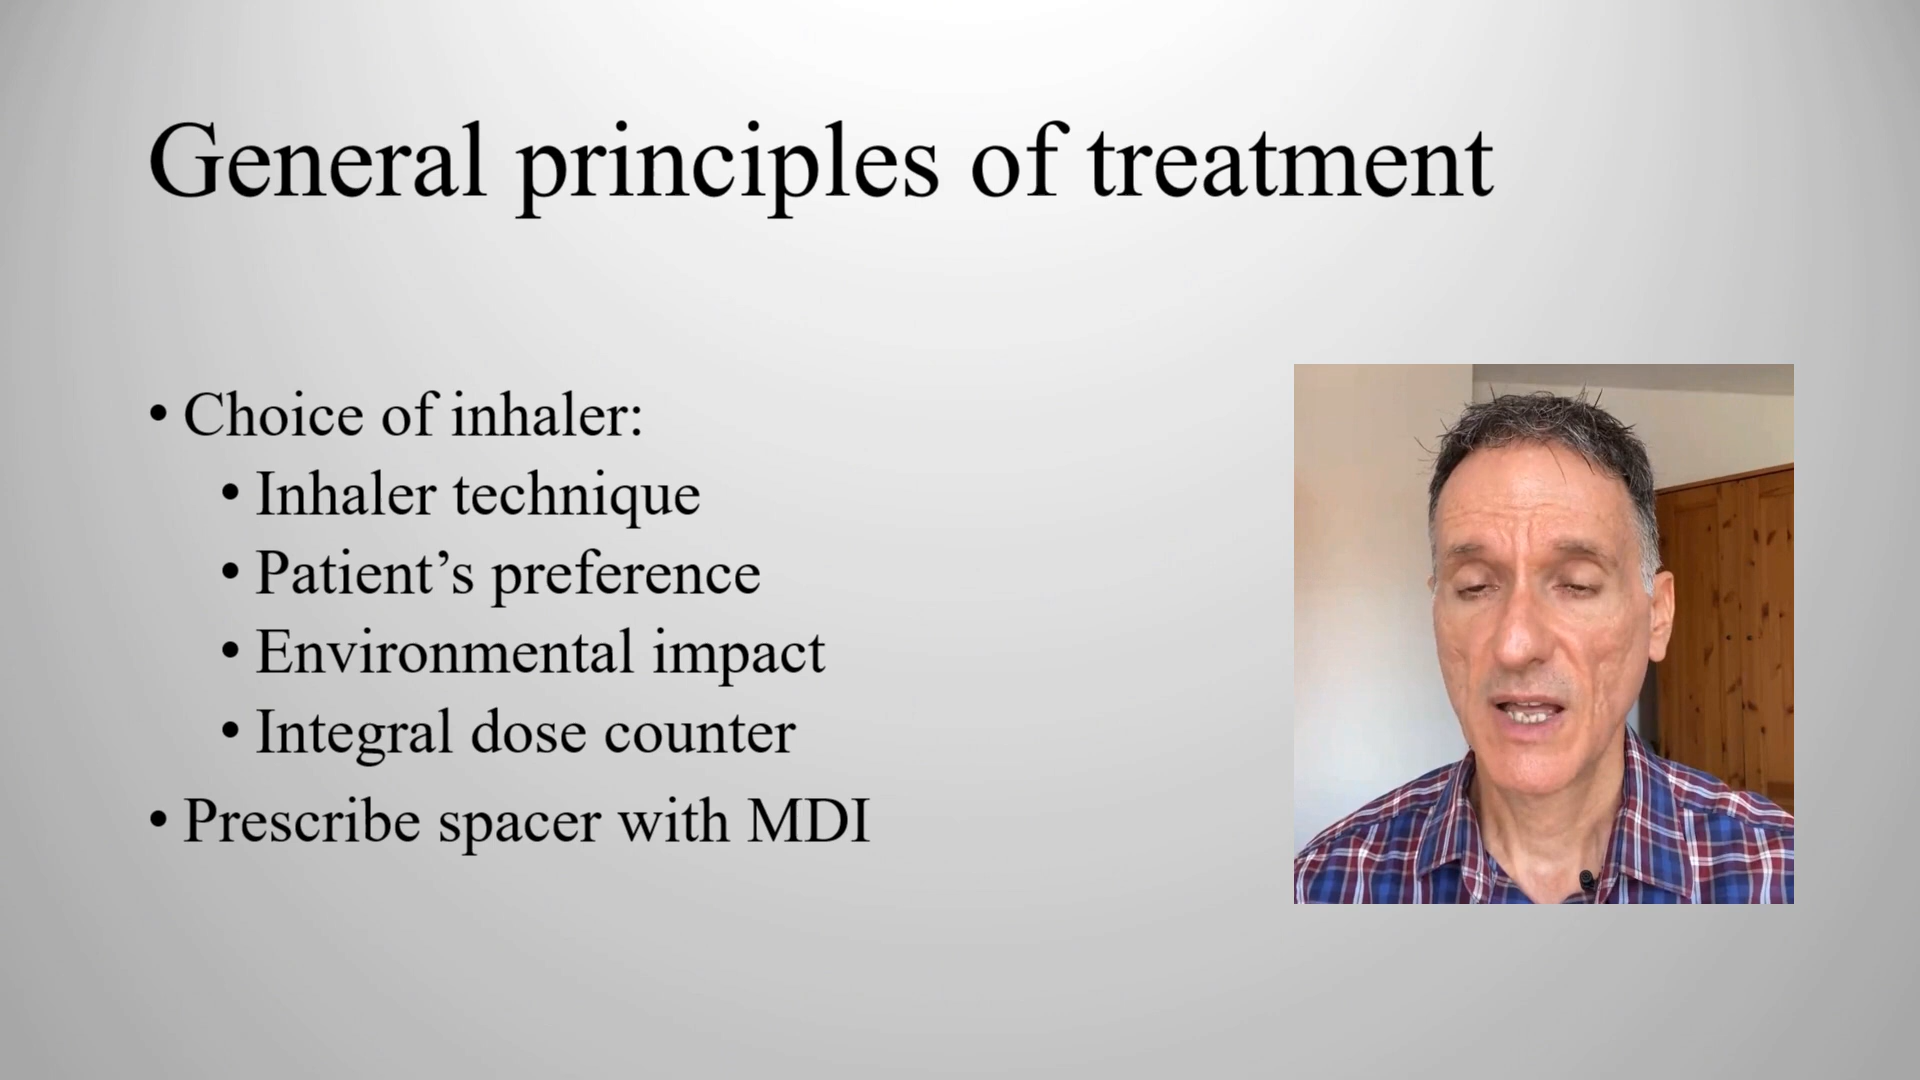 General principles of treatment
• Choice of inhaler:
• Inhaler technique
• Patient’s preference
• Environmental impact
• Integral dose counter
• Prescribe spacer with MDI